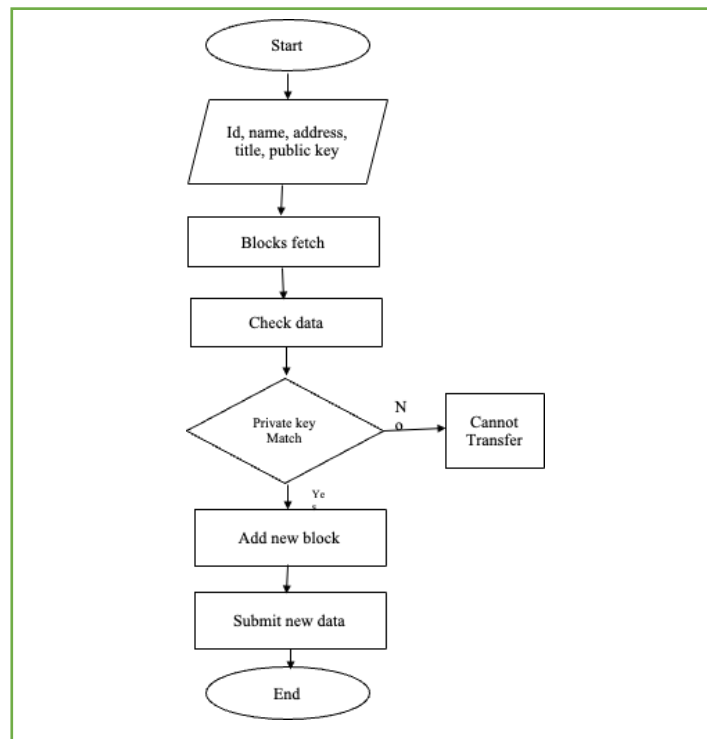 Start
Id, name, address,
title, public key
Blocks fetch
Check data
Private key
Match
N
o
Cannot
Transfer
Ye
s
Add new block
Submit new data
End